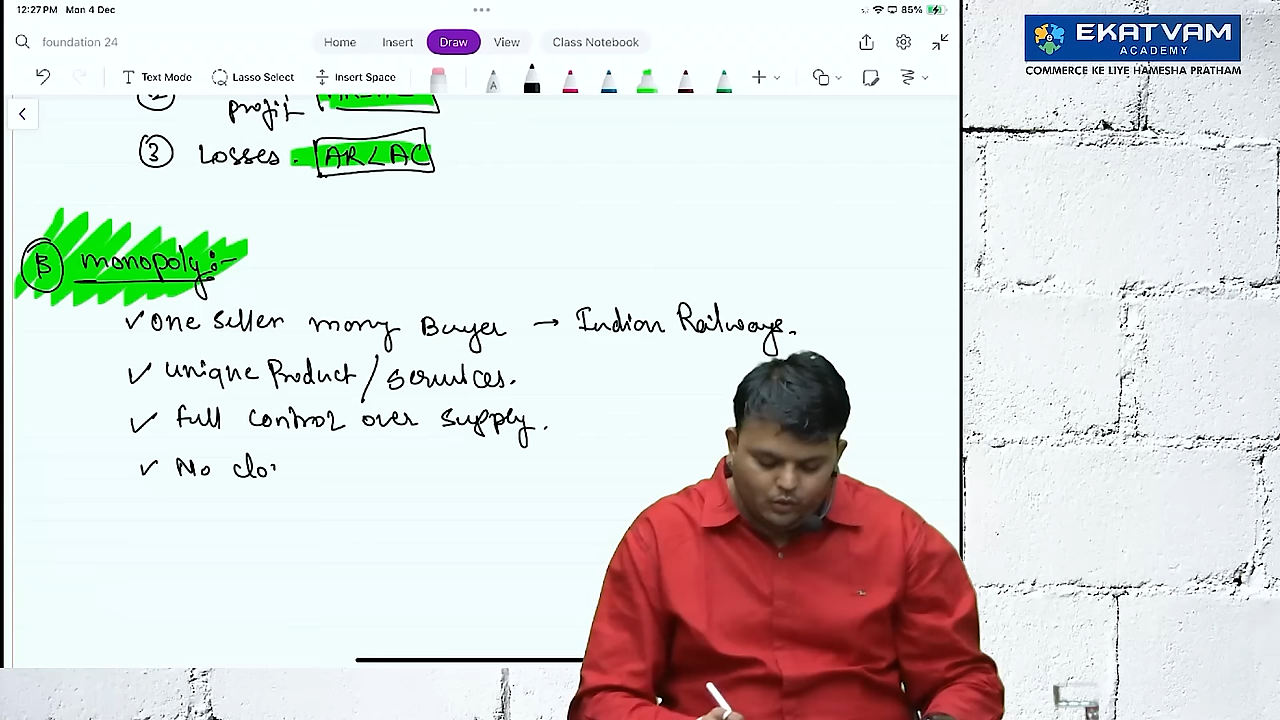 12:27PM Mon 4 Dec
85%
foundation 24
Home Insert Draw View Class Notebook
Text Mode Lasso Select Insert Space
EKATVAM
ACADEMY
COMMERCE KE LIYE HAMESHA PRATHAM
profit
③ Losses. AR<AC
Ⓑ monopoly:-
✓ One Seller many Buyer → Indian Railways.
✓ Unique Product/Services.
✓ full control over supply.
✓ No clo